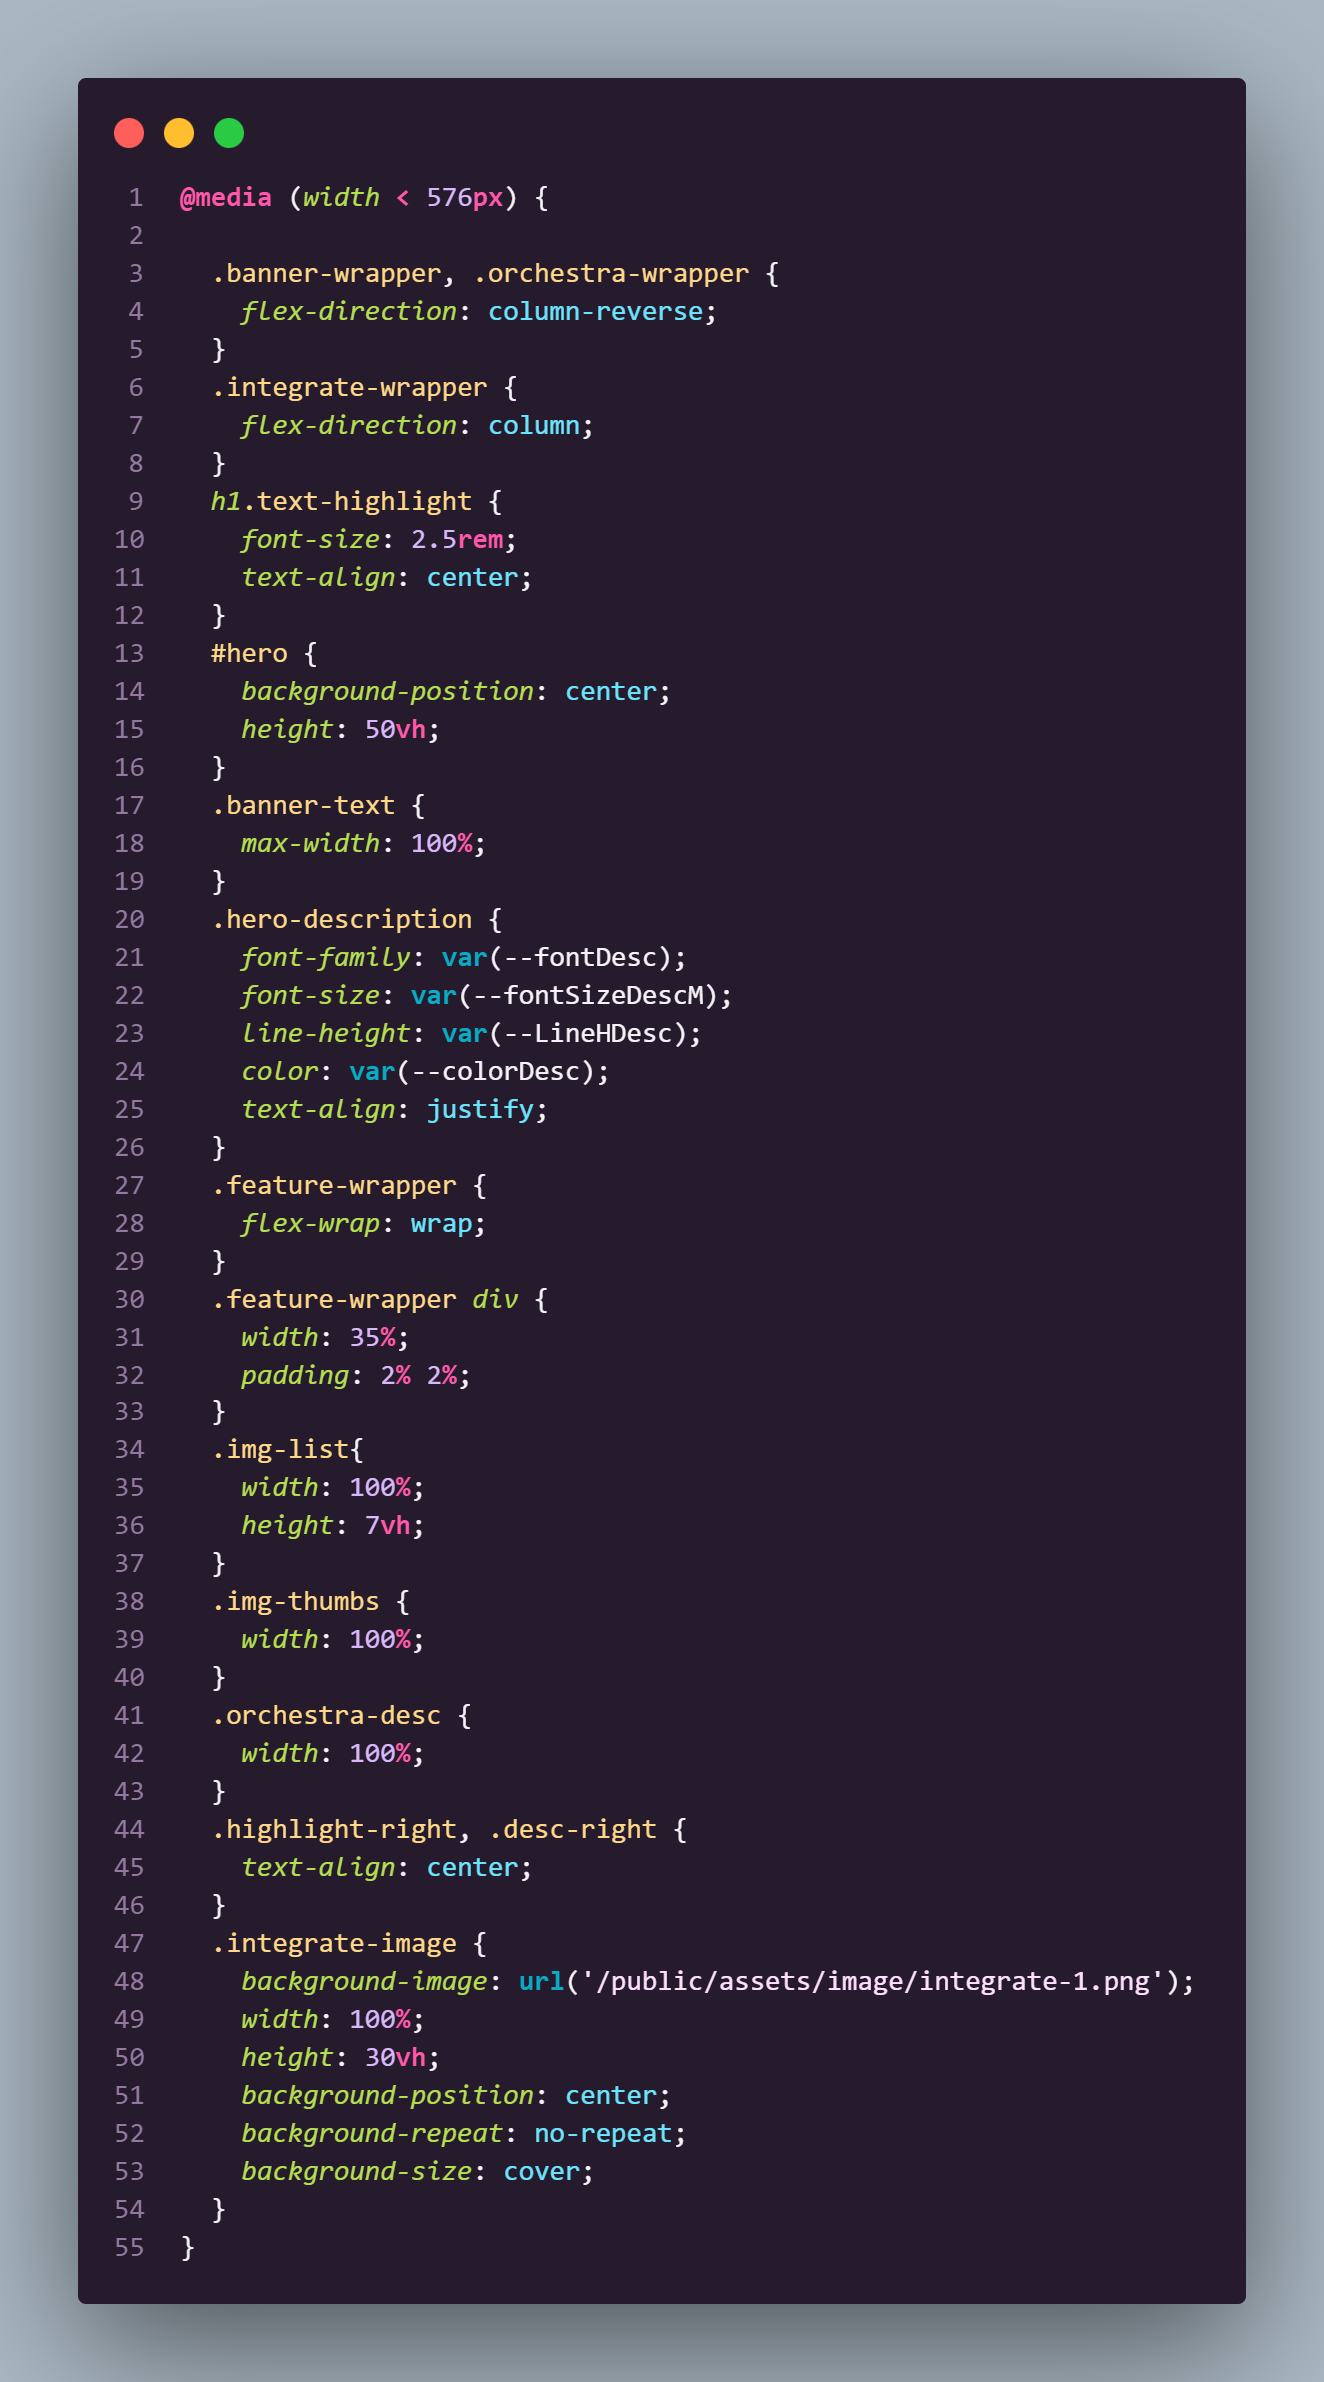 1 @media (width < 576px) {
2
3 .banner-wrapper, .orchestra-wrapper {
4 flex-direction: column-reverse;
5 }
6 .integrate-wrapper {
7 flex-direction: column;
8 }
9 h1.text-highlight {
10 font-size: 2.5rem;
11 text-align: center;
12 }
13 #hero {
14 background-position: center;
15 height: 50vh;
16 }
17 .banner-text {
18 max-width: 100%;
19 }
20 .hero-description {
21 font-family: var(--fontDesc);
22 font-size: var(--fontSizeDescM);
23 line-height: var(--LineHDesc);
24 color: var(--colorDesc);
25 text-align: justify;
26 }
27 .feature-wrapper {
28 flex-wrap: wrap;
29 }
30 .feature-wrapper div {
31 width: 35%;
32 padding: 2% 2%;
33 }
34 .img-list{
35 width: 100%;
36 height: 7vh;
37 }
38 .img-thumbs {
39 width: 100%;
40 }
41 .orchestra-desc {
42 width: 100%;
43 }
44 .highlight-right, .desc-right {
45 text-align: center;
46 }
47 .integrate-image {
48 background-image: url('/public/assets/image/integrate-1.png');
49 width: 100%;
50 height: 30vh;
51 background-position: center;
52 background-repeat: no-repeat;
53 background-size: cover;
54 }
55 }